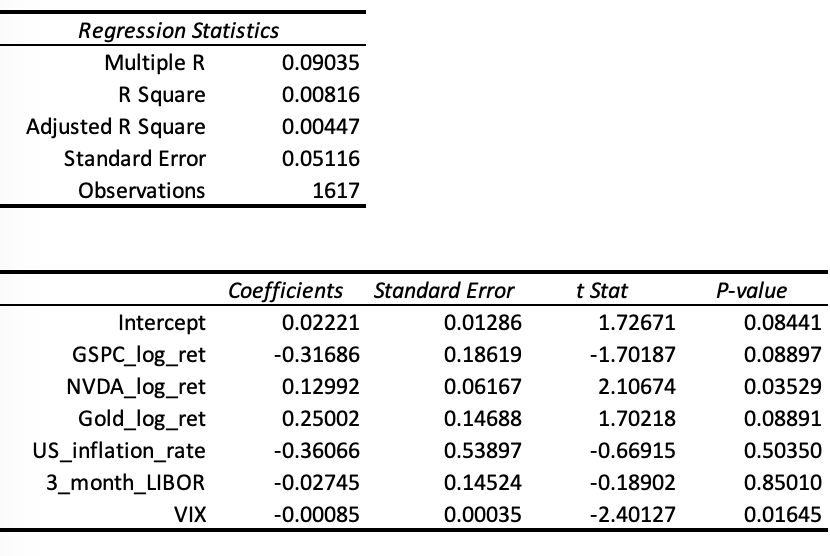 Regression Statistics
Multiple R 0.09035
R Square 0.00816
Adjusted R Square 0.00447
Standard Error 0.05116
Observations 1617
Coefficients Standard Error t Stat P-value
Intercept 0.02221 0.01286 1.72671 0.08441
GSPC_log_ret -0.31686 0.18619 -1.70187 0.08897
NVDA_log_ret 0.12992 0.06167 2.10674 0.03529
Gold_log_ret 0.25002 0.14688 1.70218 0.08891
US_inflation_rate -0.36066 0.53897 -0.66915 0.50350
3_month_LIBOR -0.02745 0.14524 -0.18902 0.85010
VIX -0.00085 0.00035 -2.40127 0.01645